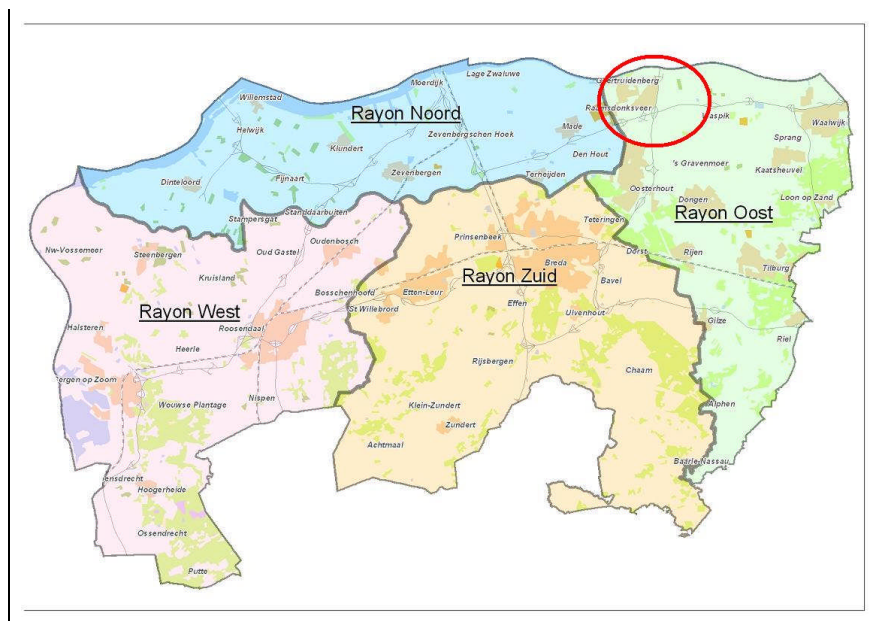 Lage Zwaluwe
Moerdijk
Geertruidenberg
Willemstad
Raamsdonksveer
Rayon Noord
Waspik
Waalwijk
Helwijk
Zevenbergschen Hoek
Made
Sprang
Klundert
Den Hout
's Gravenmoer
Kaatsheuvel
Fijnaart
Zevenbergen
Terheijden
Dinteloord
Oosterhout
Dongen
Loon op Zand
Standdaarbuiten
Stampersgat
Teteringen
Rayon Oost
Nw-Vossemeer
Steenbergen
Oud Gastel
Oudenbosch
Prinsenbeek
Dorst
Rijen
Kruisland
Breda
Tilburg
Rayon Zuid
Bosschenhoofd
Etten-Leur
Bavel
Rayon West
St Willebrord
Effen
Ulvenhout
Gilze
Halsteren
Roosendaal
Riel
Heerle
Rijsbergen
Chaam
Bergen op Zoom
Wouwse Plantage
Nispen
Klein-Zundert
Alphen
Zundert
Achtmaal
Baarle-Nassau
ensdrecht
Hoogerheide
Ossendrecht
Putte